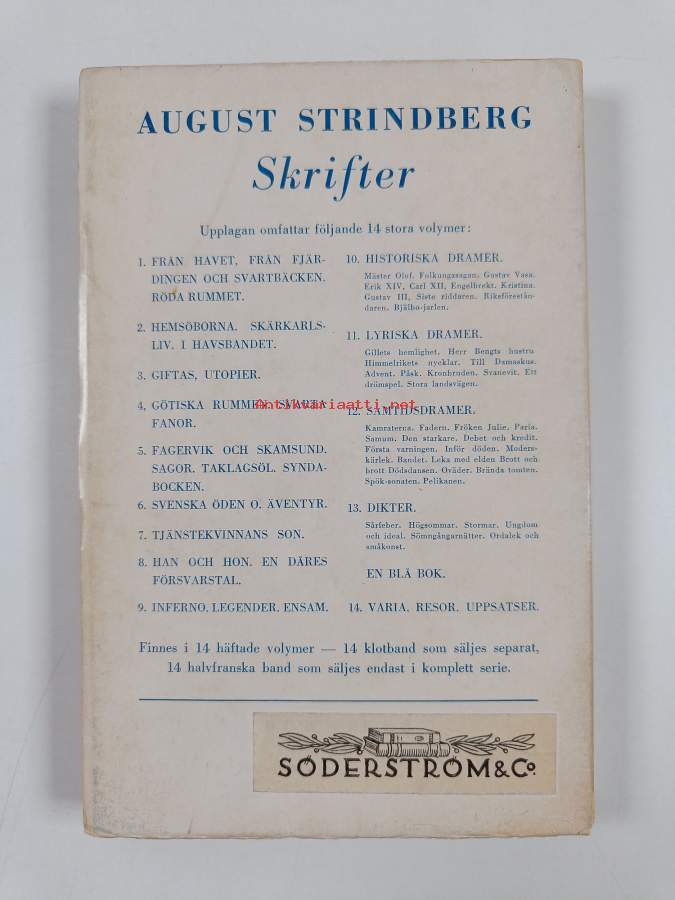 AUGUST STRINDBERG
Skrifter
Upplagan omfattar följande 14 stora volymer:
1. FRÅN HAVET, FRÅN FJÄR-
DINGEN OCH SVARTBÄCKEN.
RÖDA RUMMET.
2. HEMSÖBORNA. SKÄRKARLS-
LIV. I HAVSBANDET.
3. GIFTAS, UTOPIER.
4. GÖTISKA RUMMEN, SVARTA
FANOR.
5. FAGERVIK OCH SKAMSUND.
SAGOR. TAKLAGSÖL. SYNDA-
BOCKEN.
6. SVENSKA ÖDEN O. ÄVENTYR.
7. TJÄNSTEKVINNANS SON.
8. HAN OCH HON. EN DÅRES
FÖRSVARSTAL.
9. INFERNO. LEGENDER. ENSAM.
10. HISTORISKA DRAMER.
Mäster Olof. Folkungasagan. Gustav Vasa.
Erik XIV, Carl XII, Engelbrekt. Kristina.
Gustav III, Siste riddaren. Riksförestån-
daren. Bjälbo-jarlen.
11. LYRISKA DRAMER.
Gillets hemlighet. Herr Bengts hustru
Himmelrikets nycklar. Till Damaskus.
Advent. Påsk. Kronbruden. Svanevit. Ett
drömspel. Stora landsvägen.
12. SAMTIDSDRAMER.
Kamraterna. Fadern. Fröken Julie. Paria.
Samum. Den starkare. Debet och kredit.
Första varningen. Inför döden. Moders-
kärlek. Bandet. Leka med elden Brott och
brott Dödsdansen. Oväder. Brända tomten.
Spök-sonaten. Pelikanen.
13. DIKTER.
Sårfeber. Högsommar. Stormar. Ungdom
och ideal. Sömngångarnätter. Ordalek och
småkonst.
EN BLÅ BOK.
14. VARIA. RESOR. UPPSATSER.
antikvariaatti.net
Finnes i 14 häftade volymer — 14 klotband som säljes separat,
14 halvfranska band som säljes endast i komplett serie.
SÖDERSTRÖM & Co.